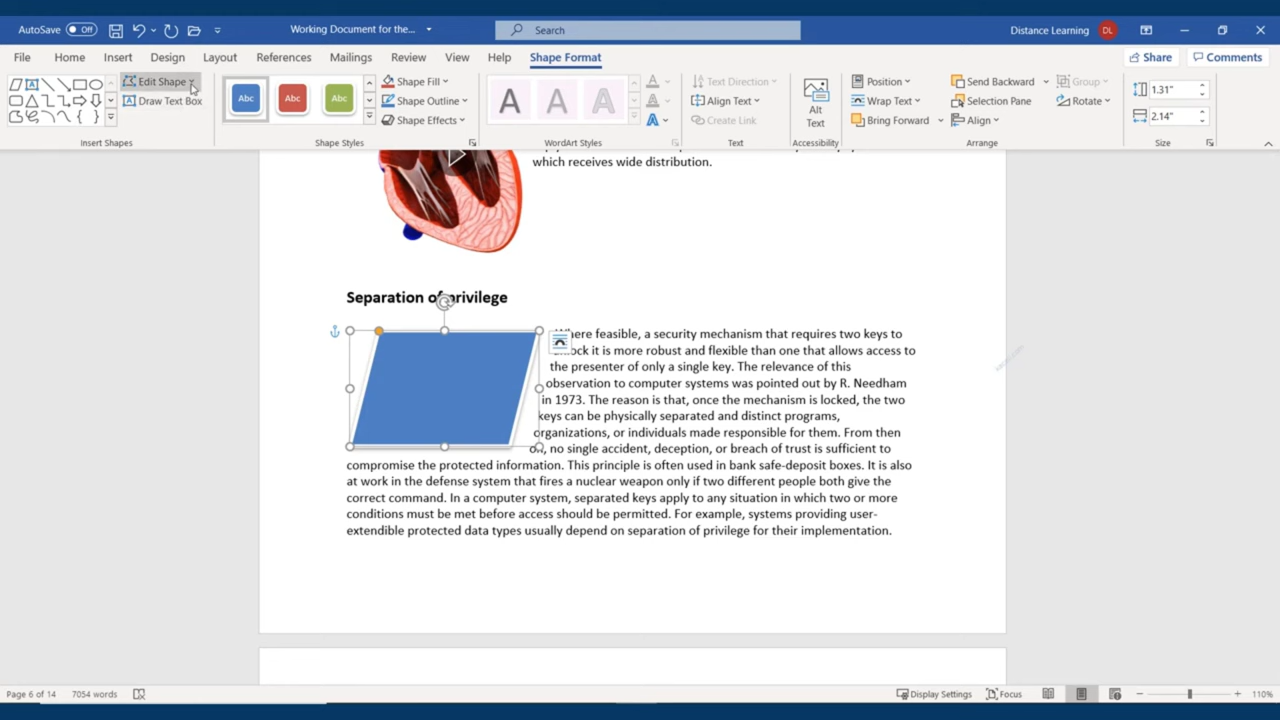 AutoSave Off Working Document for the... Search Distance Learning DL
File Home Insert Design Layout References Mailings Review View Help Shape Format Share Comments
Edit Shape Abc Abc Abc Shape Fill A A A A Text Direction Position Send Backward Group 1.31"
Draw Text Box Shape Outline A Align Text Alt Text Wrap Text Selection Pane Rotate 2.14"
Shape Effects A Create Link Bring Forward Align
Insert Shapes Shape Styles WordArt Styles Text Accessibility Arrange Size
which receives wide distribution.
Separation of privilege
Where feasible, a security mechanism that requires two keys to
unlock it is more robust and flexible than one that allows access to
the presenter of only a single key. The relevance of this
observation to computer systems was pointed out by R. Needham
in 1973. The reason is that, once the mechanism is locked, the two
keys can be physically separated and distinct programs,
organizations, or individuals made responsible for them. From then
on, no single accident, deception, or breach of trust is sufficient to
compromise the protected information. This principle is often used in bank safe-deposit boxes. It is also
at work in the defense system that fires a nuclear weapon only if two different people both give the
correct command. In a computer system, separated keys apply to any situation in which two or more
conditions must be met before access should be permitted. For example, systems providing user-
extendible protected data types usually depend on separation of privilege for their implementation.
Page 6 of 14 7054 words Display Settings Focus 110%